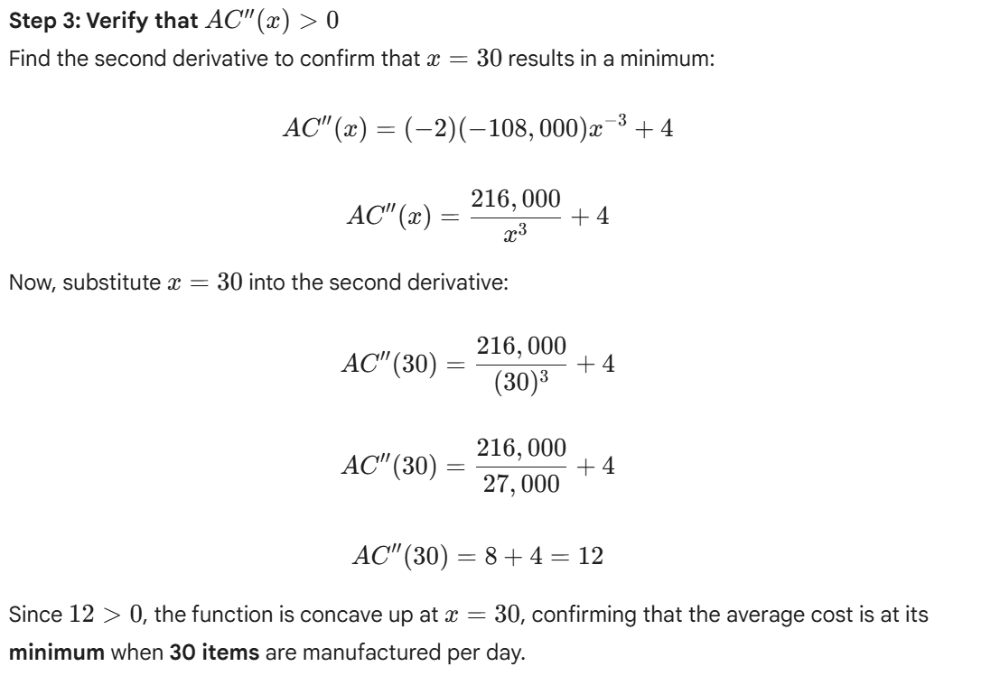 Step 3: Verify that AC″(x) > 0
Find the second derivative to confirm that x = 30 results in a minimum:
AC″(x) = (−2)(−108,000)x⁻³ + 4
AC″(x) = 216,000/x³ + 4
Now, substitute x = 30 into the second derivative:
AC″(30) = 216,000/(30)³ + 4
AC″(30) = 216,000/27,000 + 4
AC″(30) = 8 + 4 = 12
Since 12 > 0, the function is concave up at x = 30, confirming that the average cost is at its
minimum when 30 items are manufactured per day.